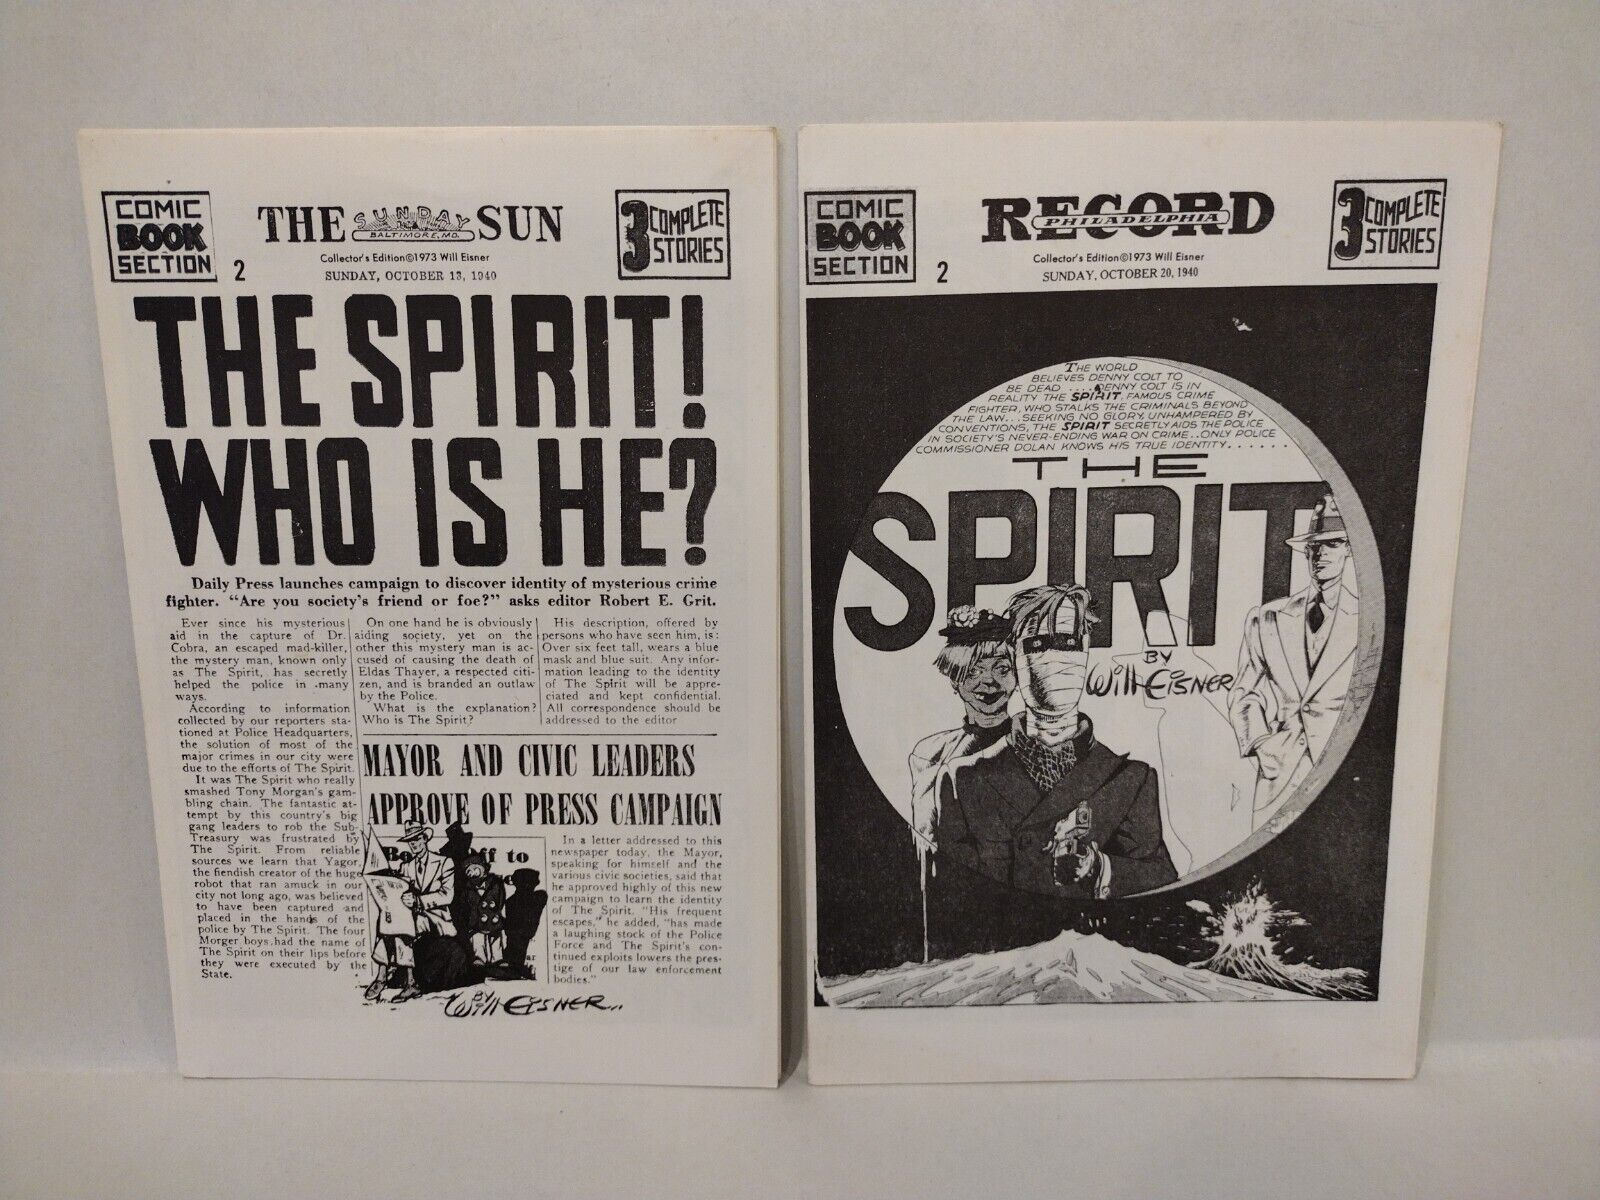 COMIC
BOOK
SECTION
2
THE SUNDAY SUN
BALTIMORE, MD.
Collector's Edition©1973 Will Eisner
SUNDAY, OCTOBER 13, 1940
3 COMPLETE
STORIES
THE SPIRIT!
WHO IS HE?
Daily Press launches campaign to discover identity of mysterious crime
fighter. "Are you society's friend or foe?" asks editor Robert E. Grit.
Ever since his mysterious
aid in the capture of Dr.
Cobra, an escaped mad-killer,
the mystery man, known only
as The Spirit, has secretly
helped the police in many
ways.
According to information
collected by our reporters sta-
tioned at Police Headquarters,
the solution of most of the
major crimes in our city were
due to the efforts of The Spirit.
It was The Spirit who really
smashed Tony Morgan's gam-
bling chain. The fantastic at-
tempt by this country's big
gang leaders to rob the Sub-
Treasury was frustrated by
The Spirit. From reliable
sources we learn that Yagor,
the fiendish creator of the huge
robot that ran amuck in our
city not long ago, was believed
to have been captured and
placed in the hands of the
police by The Spirit. The four
Morger boys had the name of
The Spirit on their lips before
they were executed by the
State.
On one hand he is obviously
aiding society, yet on the
other this mystery man is ac-
cused of causing the death of
Eldas Thayer, a respected citi-
zen, and is branded an outlaw
by the Police.
What is the explanation?
Who is The Spirit?
His description, offered by
persons who have seen him, is:
Over six feet tall, wears a blue
mask and blue suit. Any infor-
mation leading to the identity
of The Spirit will be appre-
ciated and kept confidential.
All correspondence should be
addressed to the editor
MAYOR AND CIVIC LEADERS
APPROVE OF PRESS CAMPAIGN
In a letter addressed to this
newspaper today, the Mayor,
speaking for himself and the
various civic societies, said that
he approved highly of this new
campaign to learn the identity
of The Spirit. "His frequent
escapes," he added, "has made
a laughing stock of the Police
Force and The Spirit's con-
tinued exploits lowers the pres-
tige of our law enforcement
bodies."
to
BY
Will Eisner..
COMIC
BOOK
SECTION
2
RECORD
PHILADELPHIA
Collector's Edition©1973 Will Eisner
SUNDAY, OCTOBER 20, 1940
3 COMPLETE
STORIES
THE WORLD
BELIEVES DENNY COLT TO
BE DEAD ....DENNY COLT IS IN
REALITY THE SPIRIT, FAMOUS CRIME
FIGHTER, WHO STALKS THE CRIMINALS BEYOND
THE LAW...SEEKING NO GLORY, UNHAMPERED BY
CONVENTIONS, THE SPIRIT SECRETLY AIDS THE POLICE
IN SOCIETY'S NEVER-ENDING WAR ON CRIME..ONLY POLICE
COMMISSIONER DOLAN KNOWS HIS TRUE IDENTITY......
THE
SPIRIT
BY
Will Eisner